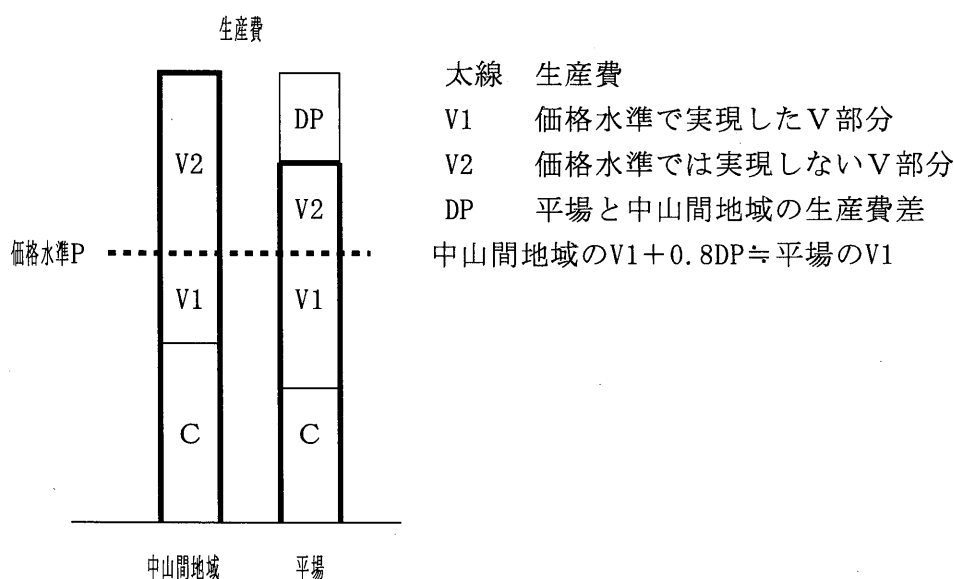 生産費
太線 生産費
V1 価格水準で実現したＶ部分
V2 価格水準では実現しないＶ部分
DP 平場と中山間地域の生産費差
中山間地域のV1＋0.8DP≒平場のV1
DP
V2
V2
価格水準P
V1
V1
C
C
中山間地域
平場